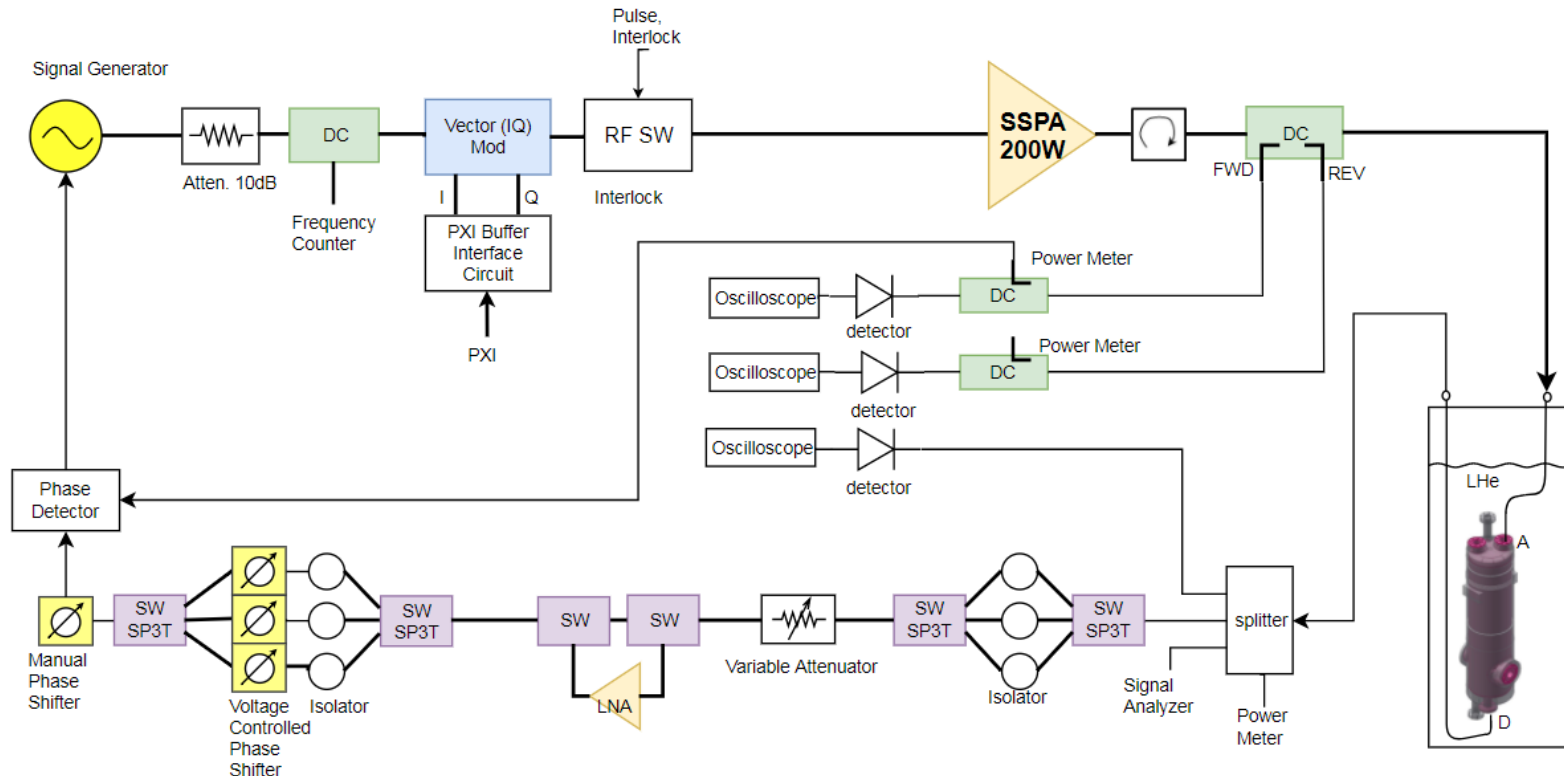 Pulse,
Interlock
Signal Generator
DC
Vector (IQ)
Mod
RF SW
SSPA
200W
DC
Atten. 10dB
I
Q
Interlock
FWD
REV
Frequency
Counter
PXI Buffer
Interface
Circuit
Power Meter
Oscilloscope
DC
detector
PXI
Power Meter
Oscilloscope
DC
detector
Oscilloscope
detector
LHe
Phase
Detector
A
SW
SP3T
SW
SP3T
SW
SW
SW
SP3T
SW
SP3T
splitter
Manual
Phase
Shifter
Voltage
Controlled
Phase
Shifter
Isolator
LNA
Variable Attenuator
Isolator
Signal
Analyzer
Power
Meter
D